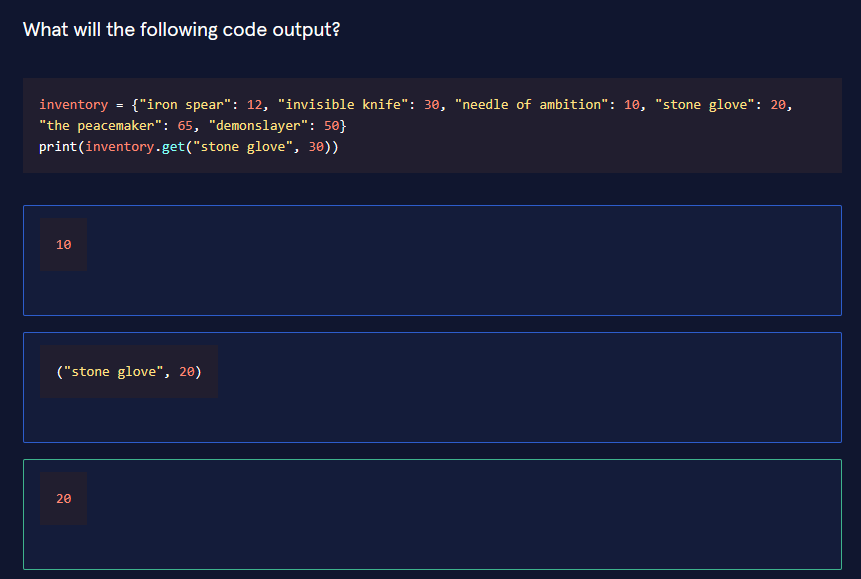 What will the following code output?
inventory = {"iron spear": 12, "invisible knife": 30, "needle of ambition": 10, "stone glove": 20,
"the peacemaker": 65, "demonslayer": 50}
print(inventory.get("stone glove", 30))
10
("stone glove", 20)
20